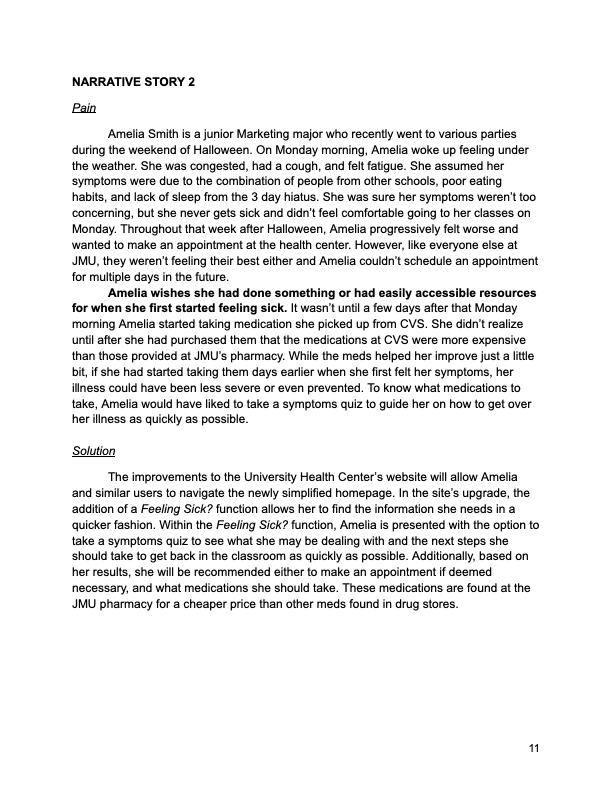 NARRATIVE STORY 2
Pain
Amelia Smith is a junior Marketing major who recently went to various parties
during the weekend of Halloween. On Monday morning, Amelia woke up feeling under
the weather. She was congested, had a cough, and felt fatigue. She assumed her
symptoms were due to the combination of people from other schools, poor eating
habits, and lack of sleep from the 3 day hiatus. She was sure her symptoms weren't too
concerning, but she never gets sick and didn't feel comfortable going to her classes on
Monday. Throughout that week after Halloween, Amelia progressively felt worse and
wanted to make an appointment at the health center. However, like everyone else at
JMU, they weren't feeling their best either and Amelia couldn't schedule an appointment
for multiple days in the future.
Amelia wishes she had done something or had easily accessible resources
for when she first started feeling sick. It wasn't until a few days after that Monday
morning Amelia started taking medication she picked up from CVS. She didn't realize
until after she had purchased them that the medications at CVS were more expensive
than those provided at JMU's pharmacy. While the meds helped her improve just a little
bit, if she had started taking them days earlier when she first felt her symptoms, her
illness could have been less severe or even prevented. To know what medications to
take, Amelia would have liked to take a symptoms quiz to guide her on how to get over
her illness as quickly as possible.
Solution
The improvements to the University Health Center's website will allow Amelia
and similar users to navigate the newly simplified homepage. In the site's upgrade, the
addition of a Feeling Sick? function allows her to find the information she needs in a
quicker fashion. Within the Feeling Sick? function, Amelia is presented with the option to
take a symptoms quiz to see what she may be dealing with and the next steps she
should take to get back in the classroom as quickly as possible. Additionally, based on
her results, she will be recommended either to make an appointment if deemed
necessary, and what medications she should take. These medications are found at the
JMU pharmacy for a cheaper price than other meds found in drug stores.
11